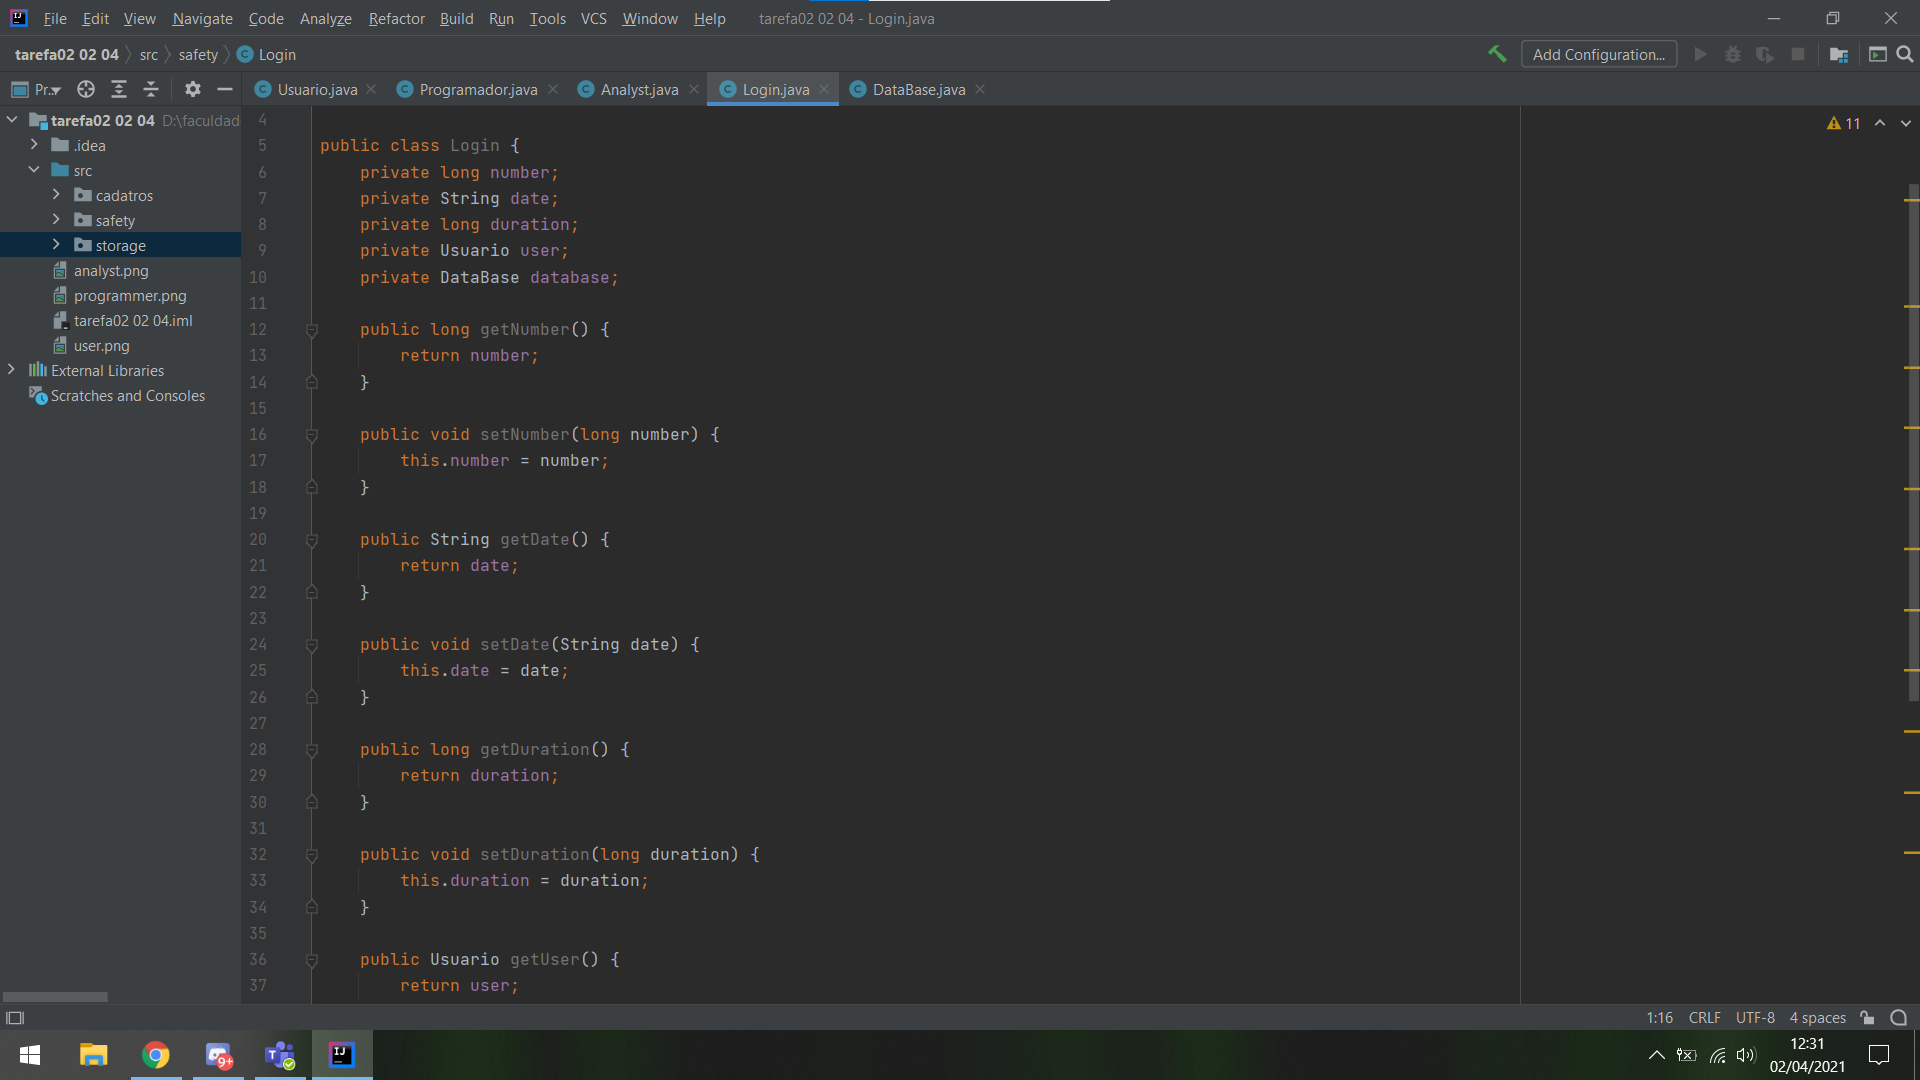 File Edit View Navigate Code Analyze Refactor Build Run Tools VCS Window Help tarefa02 02 04 - Login.java
tarefa02 02 04 src safety Login
Add Configuration...
Pr...
Usuario.java Programador.java Analyst.java Login.java DataBase.java
tarefa02 02 04 D:\faculdad
.idea
src
cadatros
safety
storage
analyst.png
programmer.png
tarefa02 02 04.iml
user.png
External Libraries
Scratches and Consoles
11
4
5 public class Login {
6 private long number;
7 private String date;
8 private long duration;
9 private Usuario user;
10 private DataBase database;
11
12 public long getNumber() {
13 return number;
14 }
15
16 public void setNumber(long number) {
17 this.number = number;
18 }
19
20 public String getDate() {
21 return date;
22 }
23
24 public void setDate(String date) {
25 this.date = date;
26 }
27
28 public long getDuration() {
29 return duration;
30 }
31
32 public void setDuration(long duration) {
33 this.duration = duration;
34 }
35
36 public Usuario getUser() {
37 return user;
1:16 CRLF UTF-8 4 spaces
9+
12:31
02/04/2021